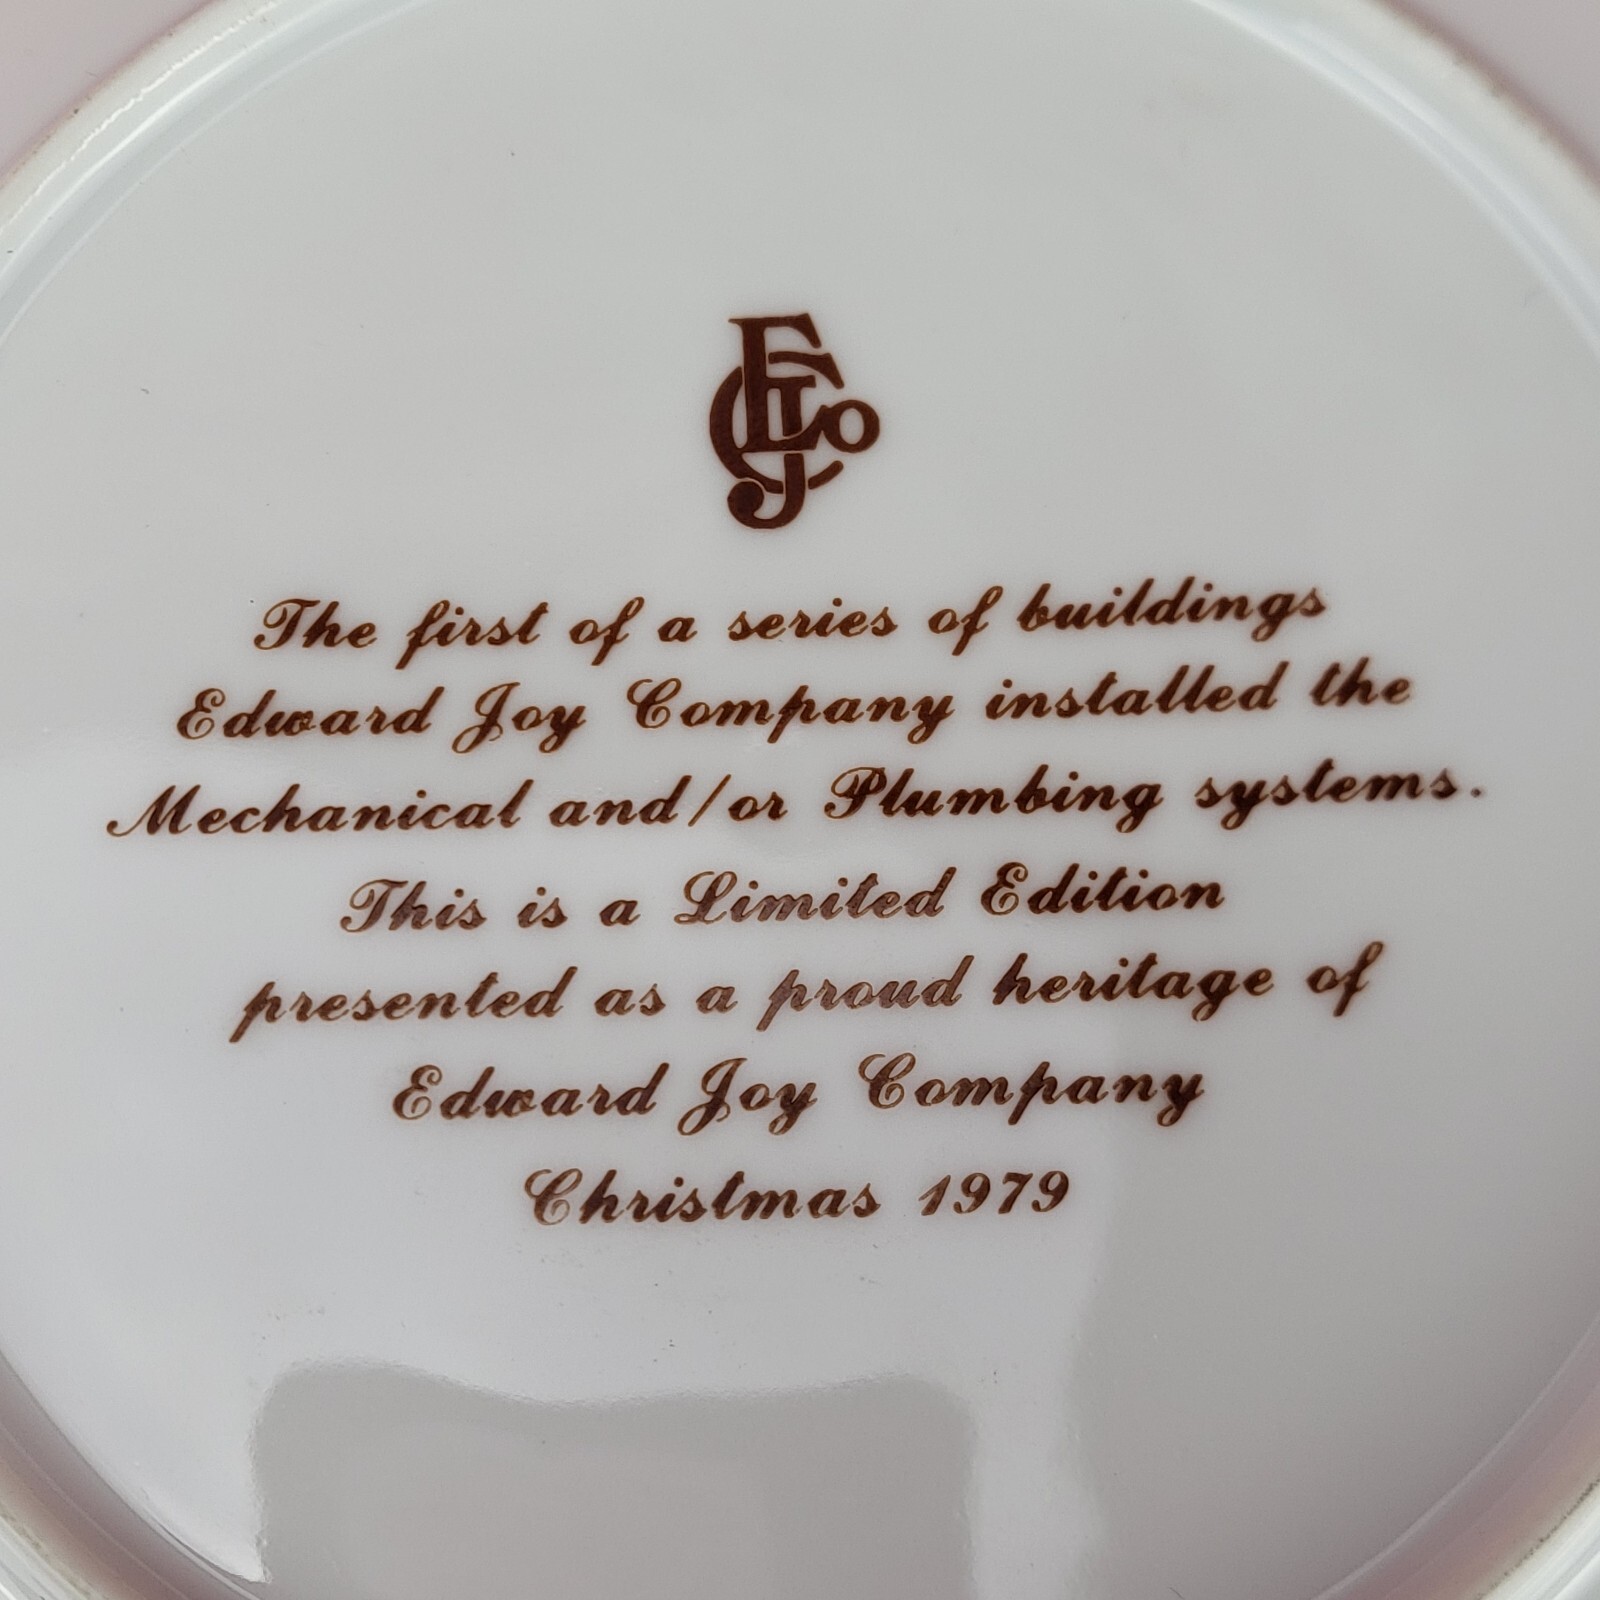 EJCo
The first of a series of buildings
Edward Joy Company installed the
Mechanical and/or Plumbing systems.
This is a Limited Edition
presented as a proud heritage of
Edward Joy Company
Christmas 1979